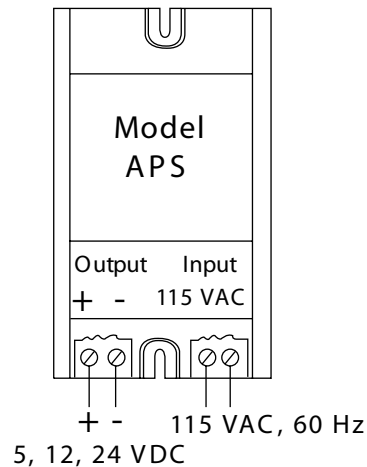 Model
APS
Output Input
+ - 115 VAC
+ - 115 VAC, 60 Hz
5, 12, 24 VDC